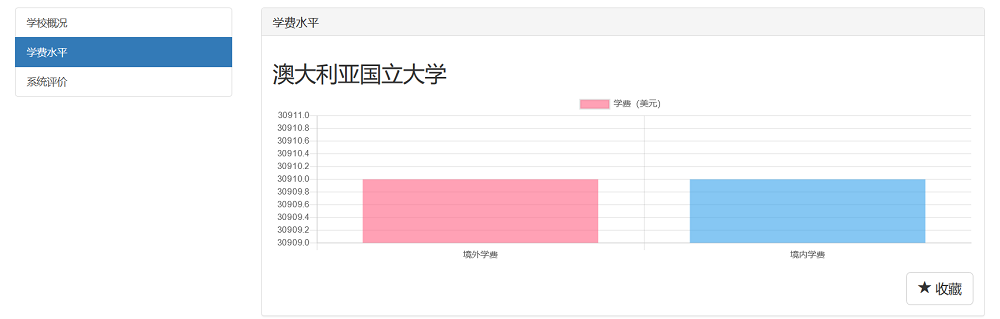 学校概况
学费水平
系统评价
学费水平
澳大利亚国立大学
学费（美元）
30911.0
30910.8
30910.6
30910.4
30910.2
30910.0
30909.8
30909.6
30909.4
30909.2
30909.0
境外学费
境内学费
★ 收藏